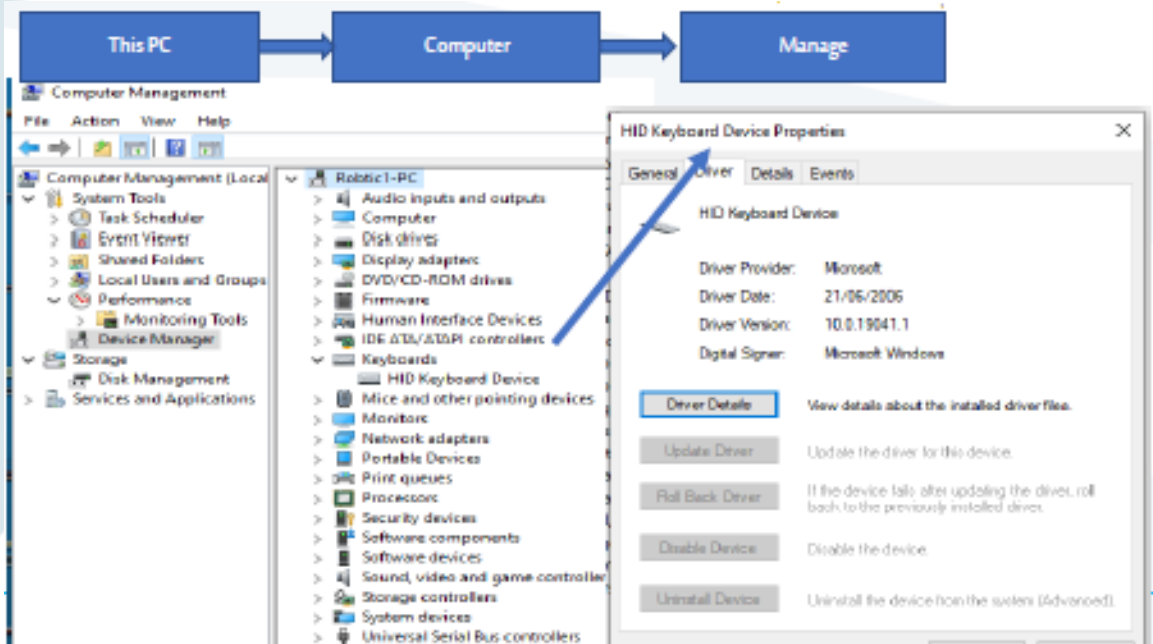 This PC
Computer
Manage
Computer Management
File Action View Help
Computer Management (Local
System Tools
Task Scheduler
Event Viewer
Shared Folders
Local Users and Groups
Performance
Monitoring Tools
Device Manager
Storage
Disk Management
Services and Applications
Robtic1-PC
Audio inputs and outputs
Computer
Disk drives
Display adapters
DVD/CD-ROM drives
Firmware
Human Interface Devices
IDE ATA/ATAPI controllers
Keyboards
HID Keyboard Device
Mice and other pointing devices
Monitors
Network adapters
Portable Devices
Print queues
Processors
Security devices
Software components
Software devices
Sound, video and game controller
Storage controllers
System devices
Universal Serial Bus controllers
HID Keyboard Device Properties
General Driver Details Events
HID Keyboard Device
Driver Provider: Microsoft
Driver Date: 21/06/2006
Driver Version: 10.0.19041.1
Digital Signer: Microsoft Windows
Driver Details View details about the installed driver files.
Update Driver Update the driver for this device.
Roll Back Driver If the device fails after updating the driver, roll
back to the previously installed driver.
Disable Device Disable the device.
Uninstall Device Uninstall the device from the system (Advanced).